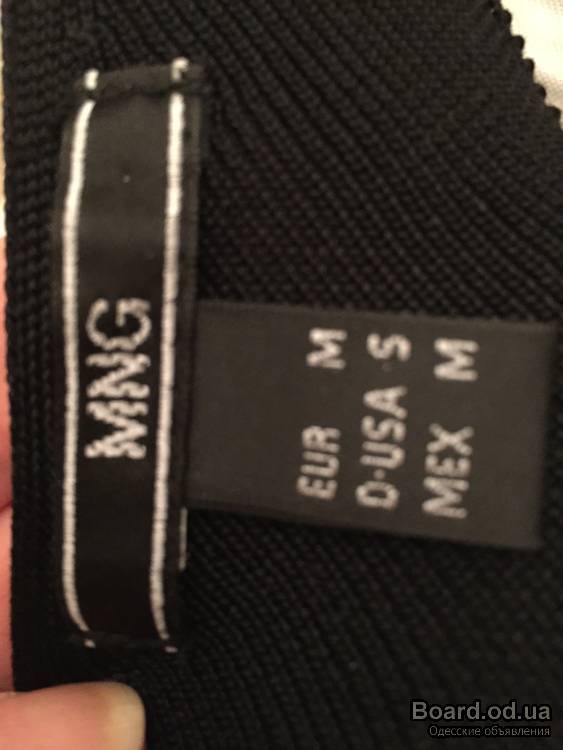 MNG
EUR M
D-USA S
MEX M
Board.od.ua
Одесские объявления